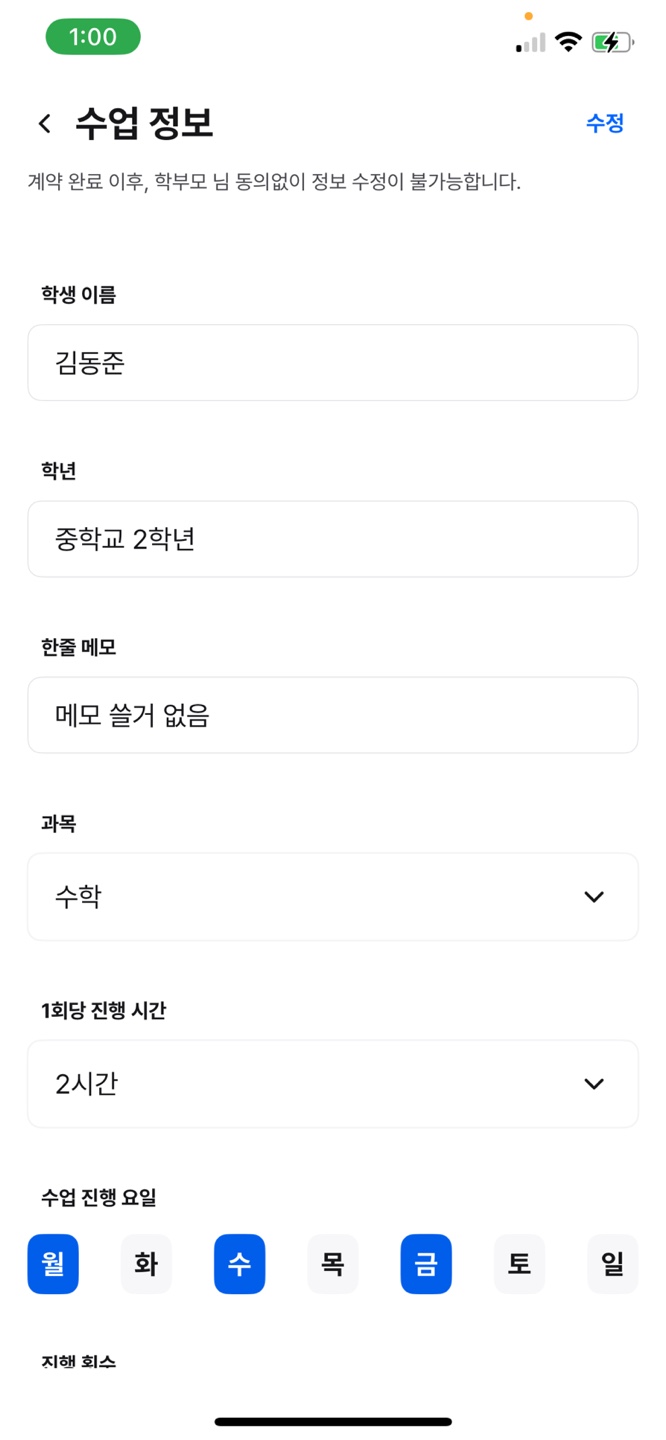 1:00
수업 정보
수정
계약 완료 이후, 학부모 님 동의없이 정보 수정이 불가능합니다.
학생 이름
김동준
학년
중학교 2학년
한줄 메모
메모 쓸거 없음
과목
수학
1회당 진행 시간
2시간
수업 진행 요일
월 화 수 목 금 토 일
진행 회수